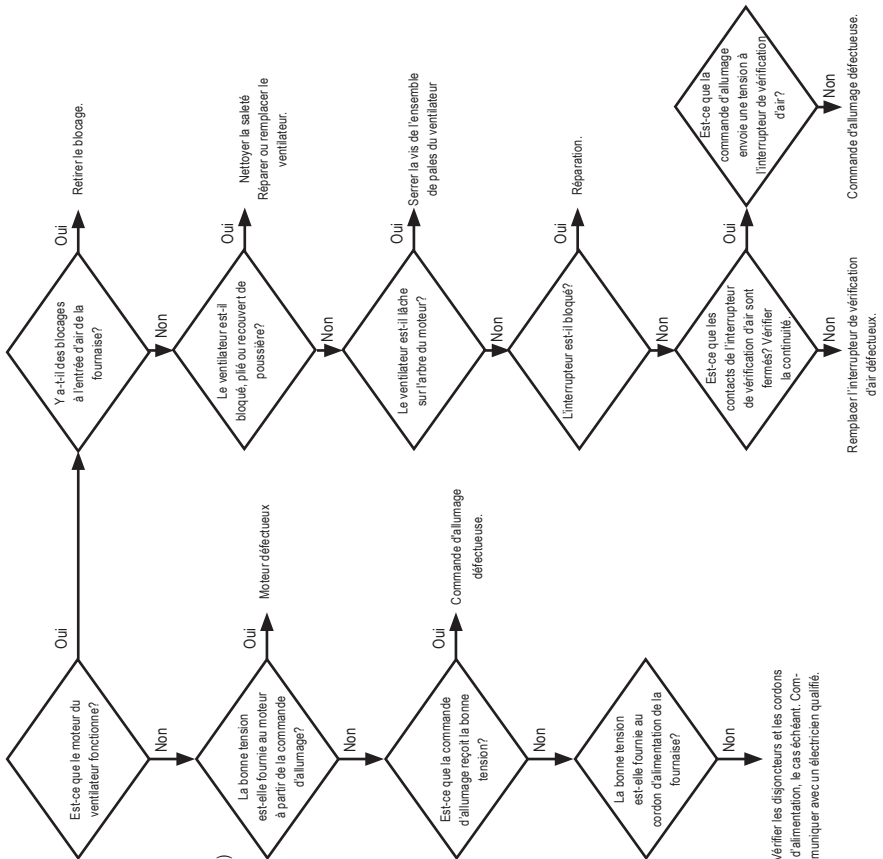 Est-ce que le moteur du
ventilateur fonctionne?
Oui
Non
La bonne tension
est-elle fournie au moteur
à partir de la commande
d'allumage?
Oui
Moteur défectueux
Non
Est-ce que la commande
d'allumage reçoit la bonne
tension?
Oui
Commande d'allumage
défectueuse.
Non
La bonne tension
est-elle fournie au
cordon d'alimentation de la
fournaise?
Non
Vérifier les disjoncteurs et les cordons
d'alimentation, le cas échéant. Com-
muniquer avec un électricien qualifié.
)
Y a-t-il des blocages
à l'entrée d'air de la
fournaise?
Oui
Retirer le blocage.
Non
Le ventilateur est-il
bloqué, plié ou recouvert de
poussière?
Oui
Nettoyer la saleté
Réparer ou remplacer le
ventilateur.
Non
Le ventilateur est-il lâche
sur l'arbre du moteur?
Oui
Serrer la vis de l'ensemble
de pales du ventilateur
Non
L'interrupteur est-il bloqué?
Oui
Réparation.
Non
Est-ce que les
contacts de l'interrupteur
de vérification d'air sont
fermés? Vérifier
la continuité.
Oui
Non
Remplacer l'interrupteur de vérification
d'air défectueux.
Est-ce que la
commande d'allumage
envoie une tension à
l'interrupteur de vérification
d'air?
Non
Commande d'allumage défectueuse.